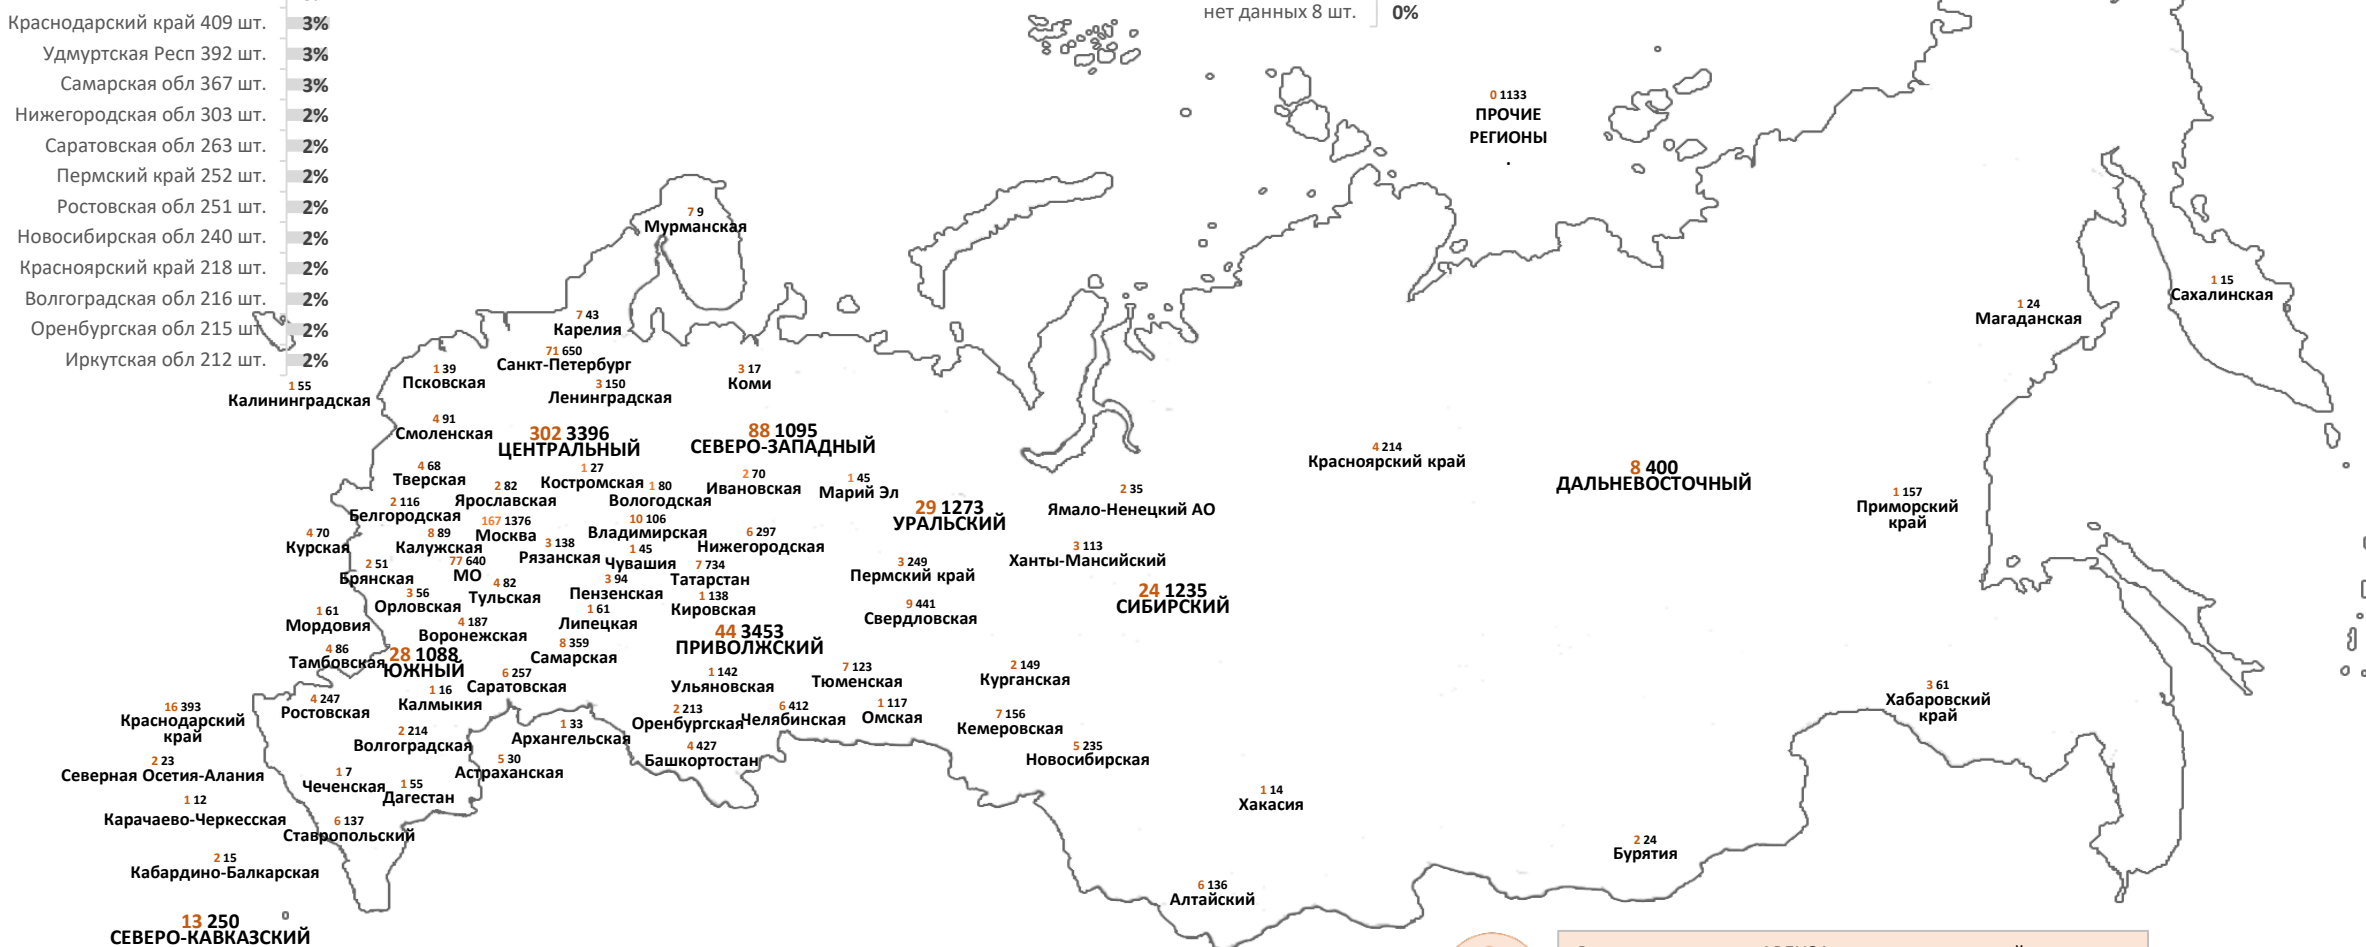 Краснодарский край 409 шт. 3%
Удмуртская Респ 392 шт. 3%
Самарская обл 367 шт. 3%
Нижегородская обл 303 шт. 2%
Саратовская обл 263 шт. 2%
Пермский край 252 шт. 2%
Ростовская обл 251 шт. 2%
Новосибирская обл 240 шт. 2%
Красноярский край 218 шт. 2%
Волгоградская обл 216 шт. 2%
Оренбургская обл 215 шт. 2%
Иркутская обл 212 шт. 2%
нет данных 8 шт. 0%
0 1133
ПРОЧИЕ
РЕГИОНЫ
.
7 9
Мурманская
1 15
Сахалинская
1 24
Магаданская
7 43
Карелия
71 650
Санкт-Петербург
1 39
Псковская
3 150
Ленинградская
3 17
Коми
1 55
Калининградская
4 91
Смоленская
302 3396
ЦЕНТРАЛЬНЫЙ
88 1095
СЕВЕРО-ЗАПАДНЫЙ
4 214
Красноярский край
8 400
ДАЛЬНЕВОСТОЧНЫЙ
4 68
Тверская
1 27
Костромская
2 70
Ивановская
1 45
Марий Эл
2 82
Ярославская
1 80
Вологодская
2 35
Ямало-Ненецкий АО
1 157
Приморский
край
2 116
Белгородская
29 1273
УРАЛЬСКИЙ
167 1376
Москва
10 106
Владимирская
4 70
Курская
8 89
Калужская
6 297
Нижегородская
3 138
Рязанская
1 45
Чувашия
3 113
Ханты-Мансийский
2 51
Брянская
77 640
МО
7 734
Татарстан
3 249
Пермский край
4 82
Тульская
3 94
Пензенская
24 1235
СИБИРСКИЙ
3 56
Орловская
1 138
Кировская
9 441
Свердловская
1 61
Мордовия
4 187
Воронежская
1 61
Липецкая
44 3453
ПРИВОЛЖСКИЙ
4 86
Тамбовская
28 1088
ЮЖНЫЙ
8 359
Самарская
6 257
Саратовская
1 142
Ульяновская
7 123
Тюменская
2 149
Курганская
3 61
Хабаровский
край
1 16
Калмыкия
4 247
Ростовская
16 393
Краснодарский
край
2 213
Оренбургская
6 412
Челябинская
1 117
Омская
7 156
Кемеровская
1 33
Архангельская
2 214
Волгоградская
4 427
Башкортостан
5 235
Новосибирская
2 23
Северная Осетия-Алания
5 30
Астраханская
1 7
Чеченская
1 55
Дагестан
1 14
Хакасия
1 12
Карачаево-Черкесская
6 137
Ставропольский
2 24
Бурятия
2 15
Кабардино-Балкарская
6 136
Алтайский
13 250
СЕВЕРО-КАВКАЗСКИЙ